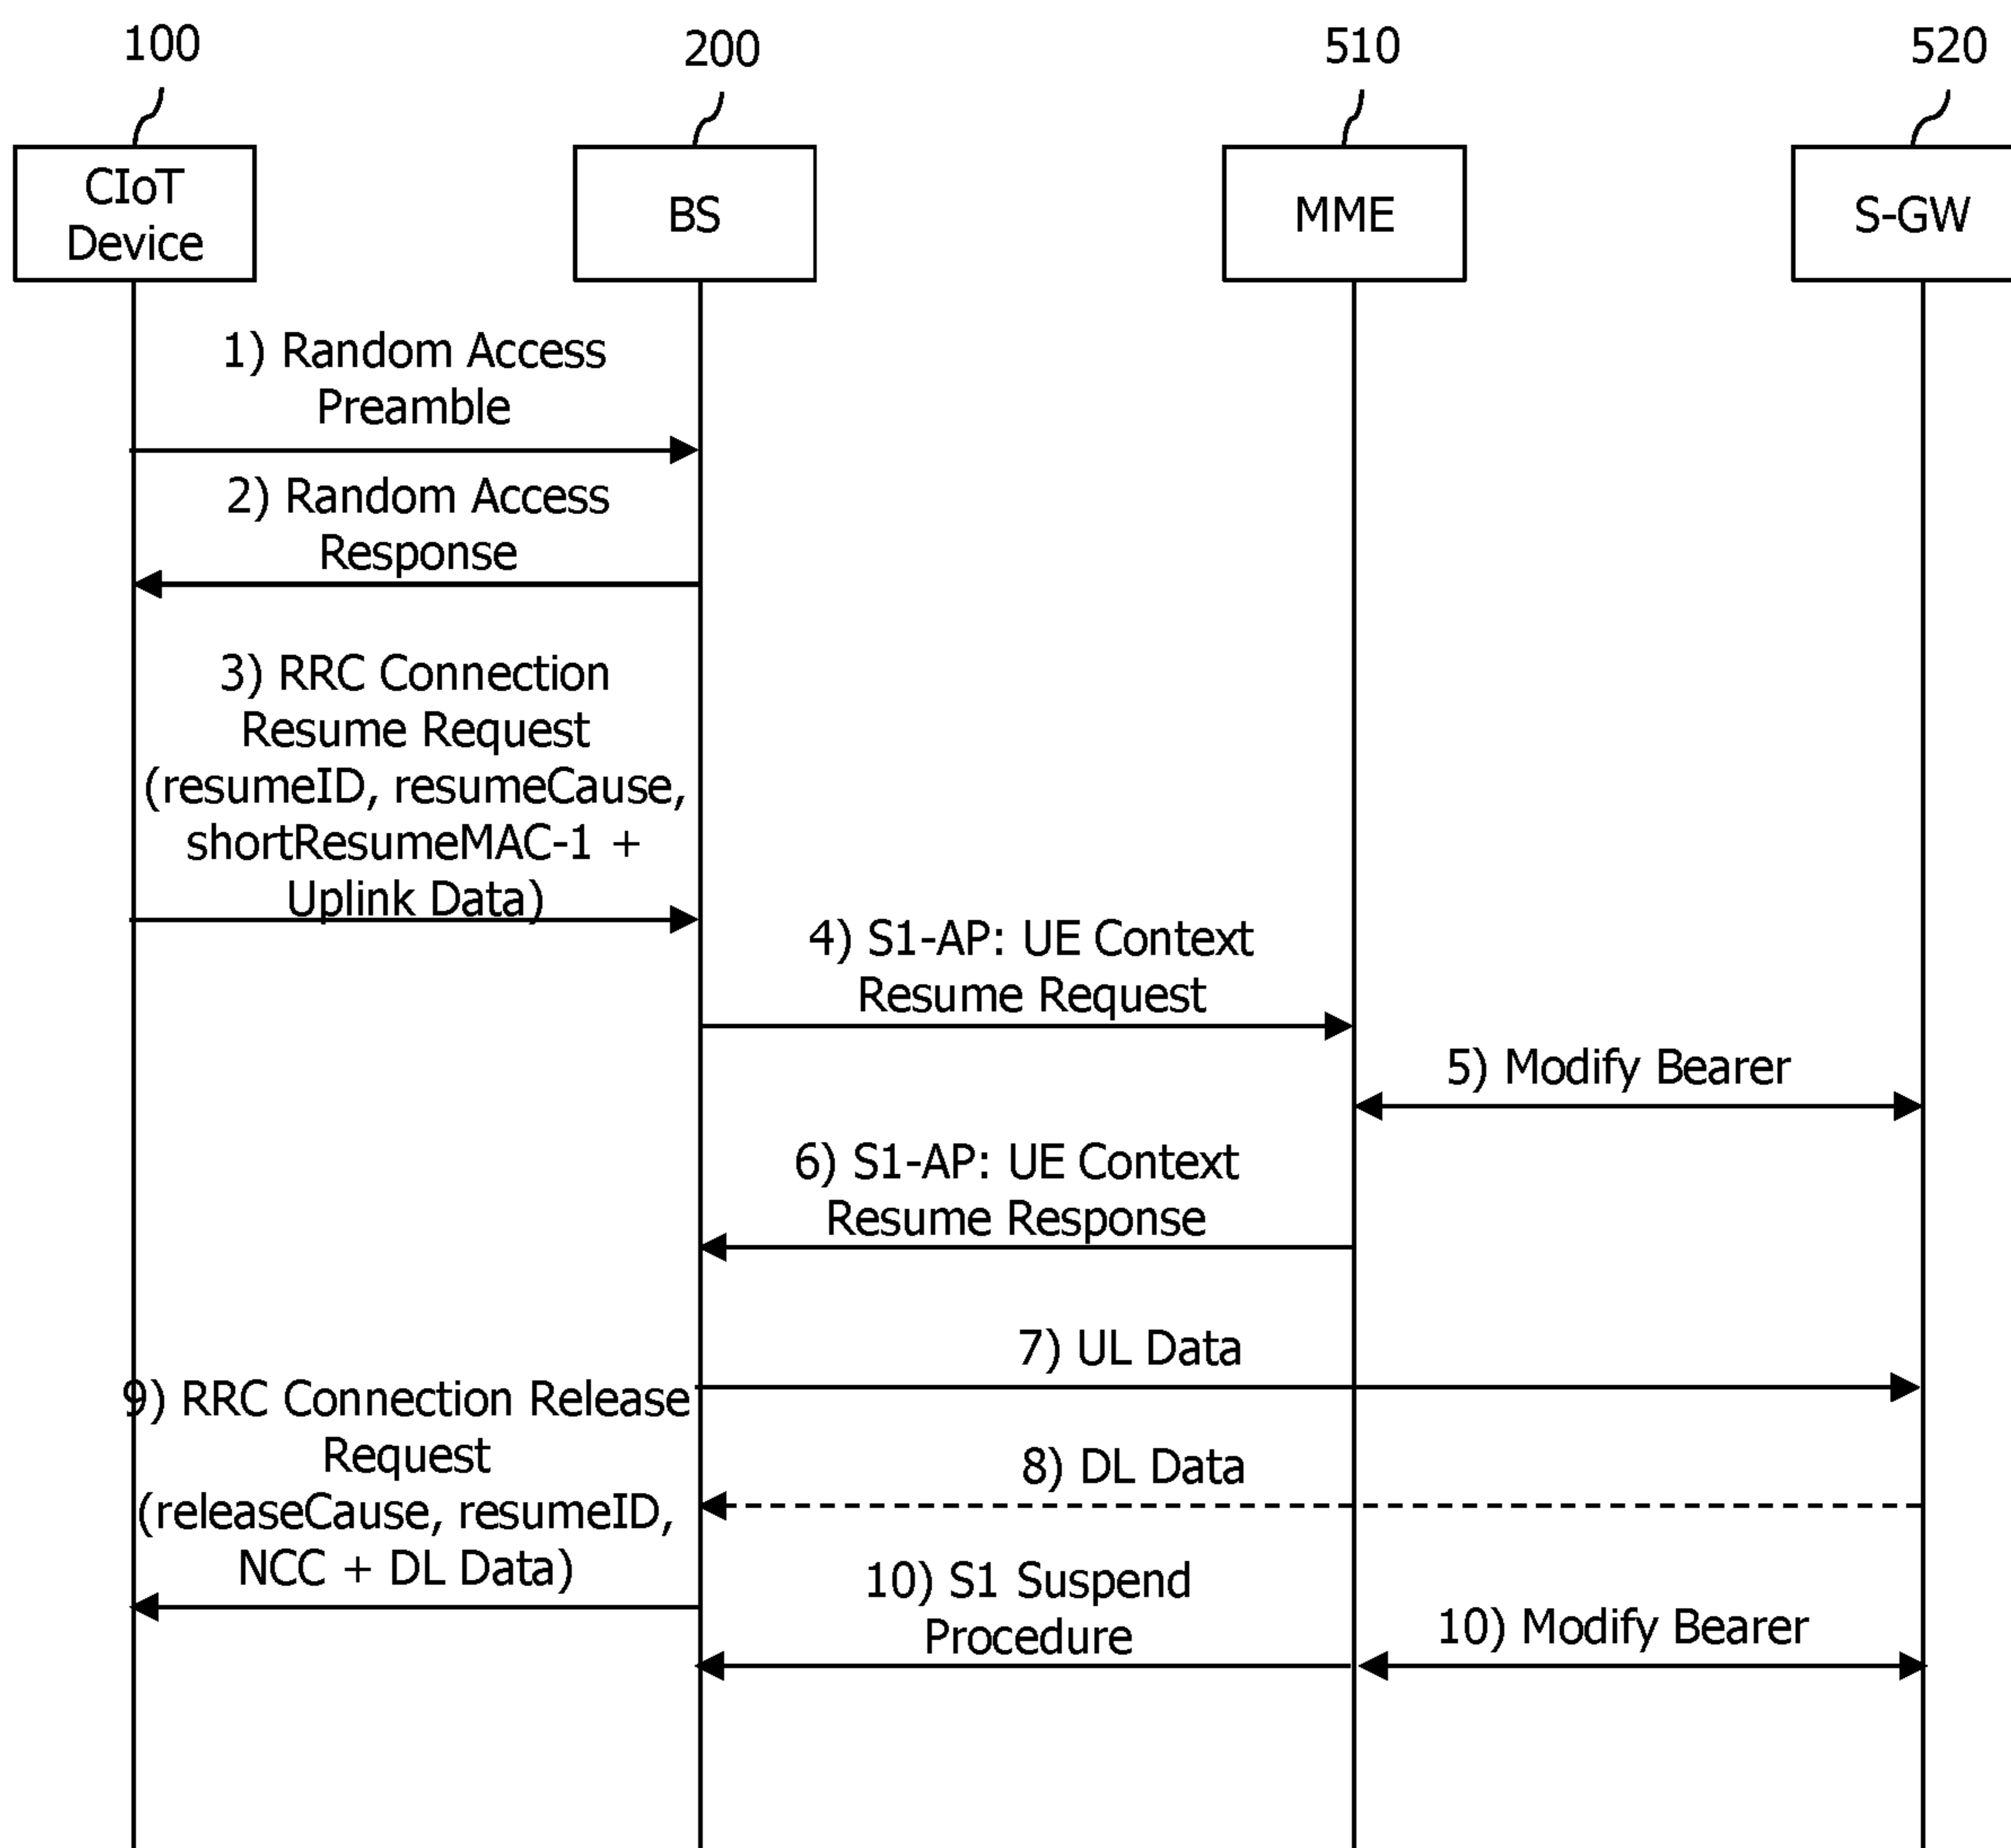 100
200
510
520
CIoT
Device
BS
MME
S-GW
1) Random Access
Preamble
2) Random Access
Response
3) RRC Connection
Resume Request
(resumeID, resumeCause,
shortResumeMAC-1 +
Uplink Data)
4) S1-AP: UE Context
Resume Request
5) Modify Bearer
6) S1-AP: UE Context
Resume Response
7) UL Data
8) DL Data
9) RRC Connection Release
Request
(releaseCause, resumeID,
NCC + DL Data)
10) S1 Suspend
Procedure
10) Modify Bearer